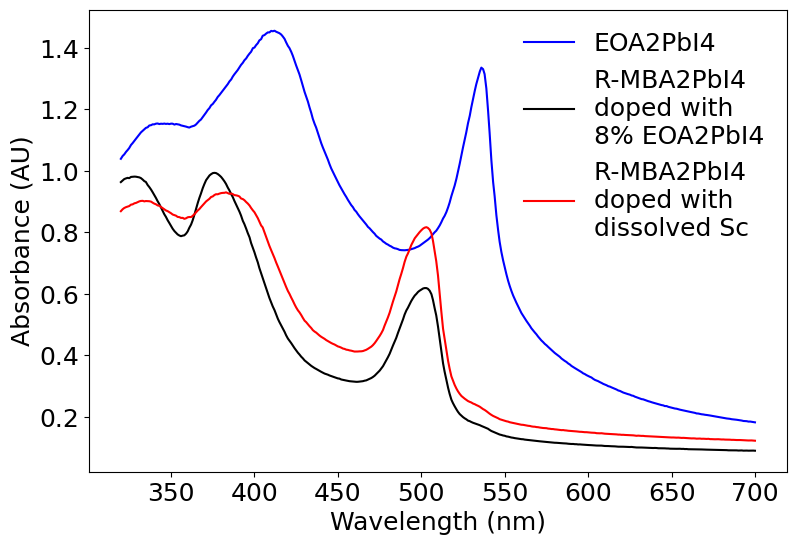 EOA2PbI4
R-MBA2PbI4
doped with
8% EOA2PbI4
R-MBA2PbI4
doped with
dissolved Sc
Absorbance (AU)
1.4
1.2
1.0
0.8
0.6
0.4
0.2
350 400 450 500 550 600 650 700
Wavelength (nm)